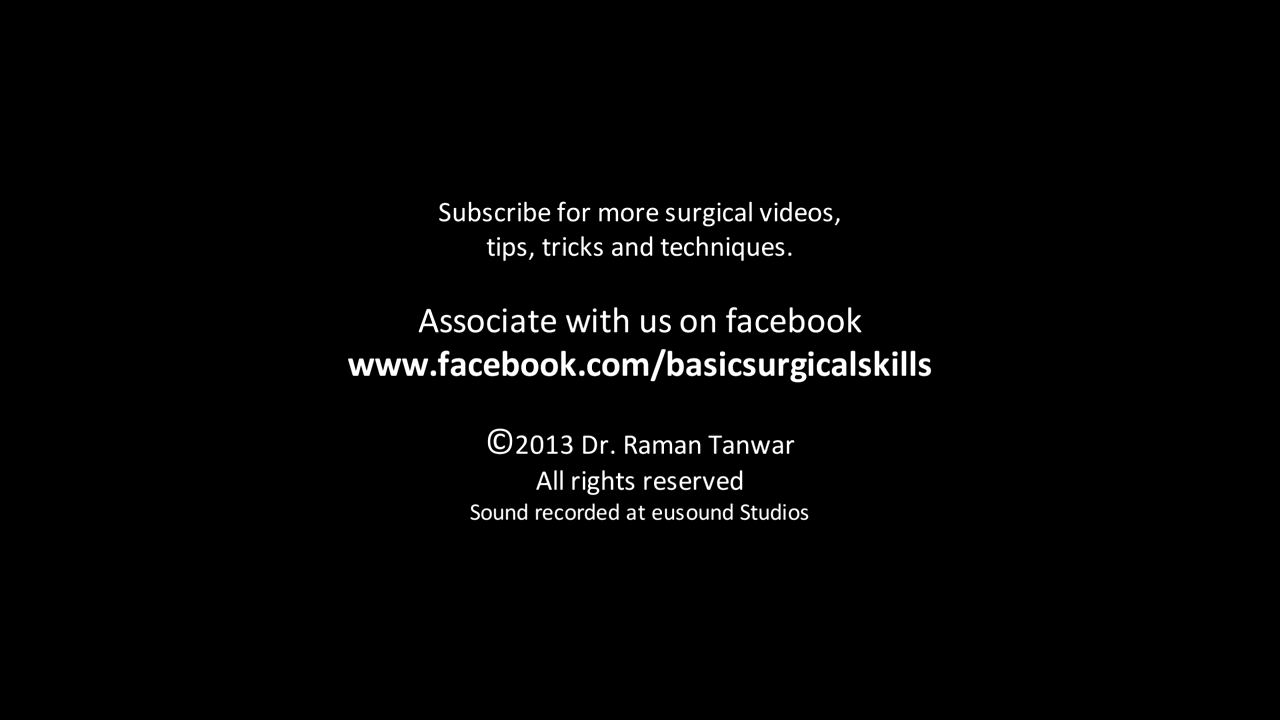 Subscribe for more surgical videos,
tips, tricks and techniques.
Associate with us on facebook
www.facebook.com/basicsurgicalskills
©2013 Dr. Raman Tanwar
All rights reserved
Sound recorded at eusound Studios